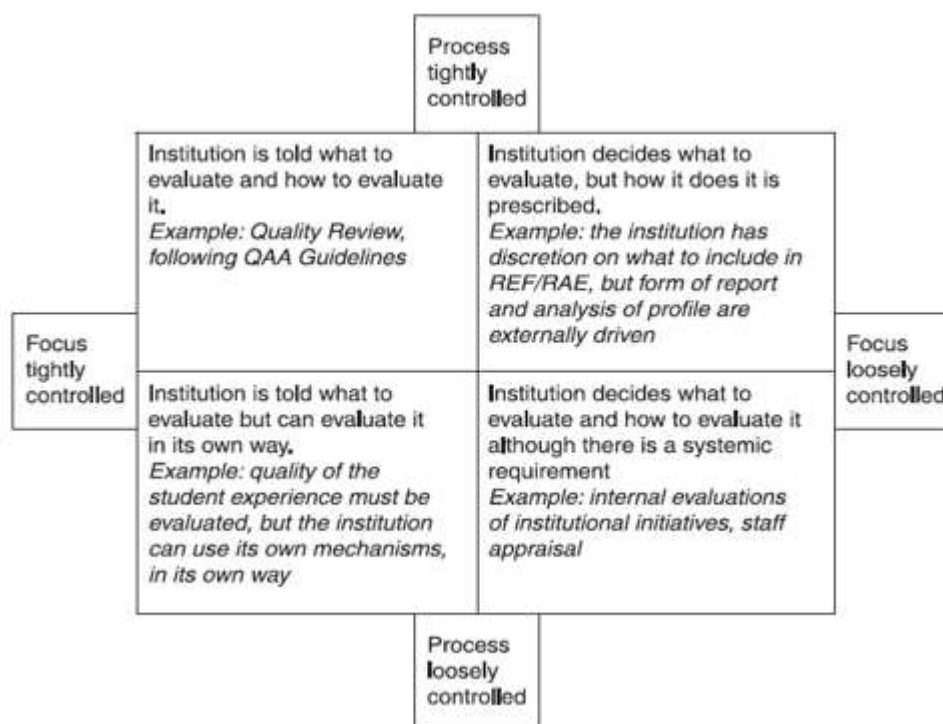 Process
tightly
controlled
Institution is told what to
evaluate and how to evaluate
it.
Example: Quality Review,
following QAA Guidelines
Institution decides what to
evaluate, but how it does it is
prescribed.
Example: the institution has
discretion on what to include in
REF/RAE, but form of report
and analysis of profile are
externally driven
Focus
tightly
controlled
Focus
loosely
controlled
Institution is told what to
evaluate but can evaluate it
in its own way.
Example: quality of the
student experience must be
evaluated, but the institution
can use its own mechanisms,
in its own way
Institution decides what to
evaluate and how to evaluate it
although there is a systemic
requirement
Example: internal evaluations
of institutional initiatives, staff
appraisal
Process
loosely
controlled